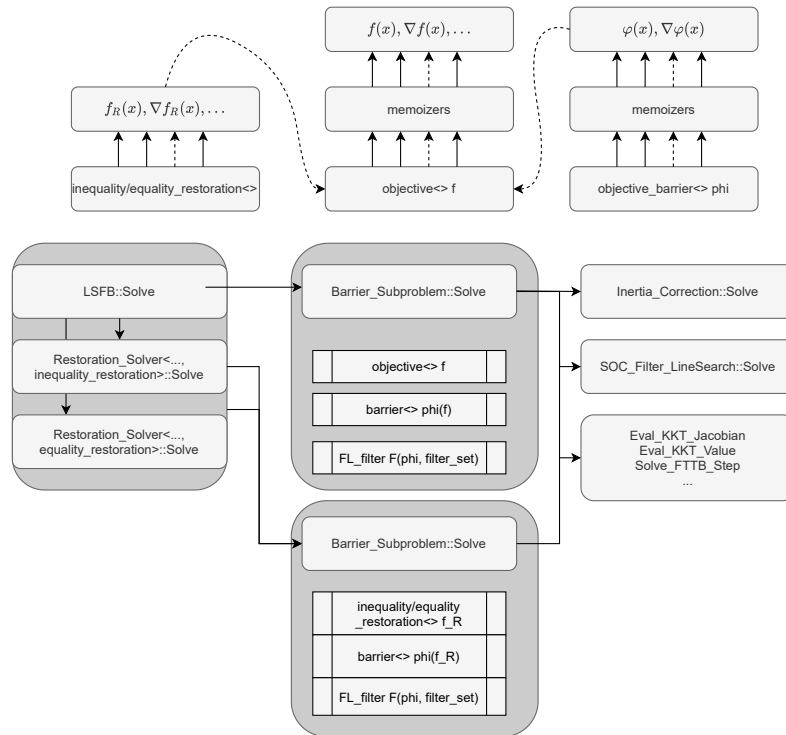 f(x), ∇f(x), ...
φ(x), ∇φ(x)
f_R(x), ∇f_R(x), ...
memoizers
memoizers
inequality/equality_restoration<>
objective<> f
objective_barrier<> phi
LSFB::Solve
Barrier_Subproblem::Solve
Inertia_Correction::Solve
Restoration_Solver<...,
inequality_restoration>::Solve
objective<> f
SOC_Filter_LineSearch::Solve
barrier<> phi(f)
Restoration_Solver<...,
equality_restoration>::Solve
FL_filter F(phi, filter_set)
Eval_KKT_Jacobian
Eval_KKT_Value
Solve_FTTB_Step
...
Barrier_Subproblem::Solve
inequality/equality
_restoration<> f_R
barrier<> phi(f_R)
FL_filter F(phi, filter_set)